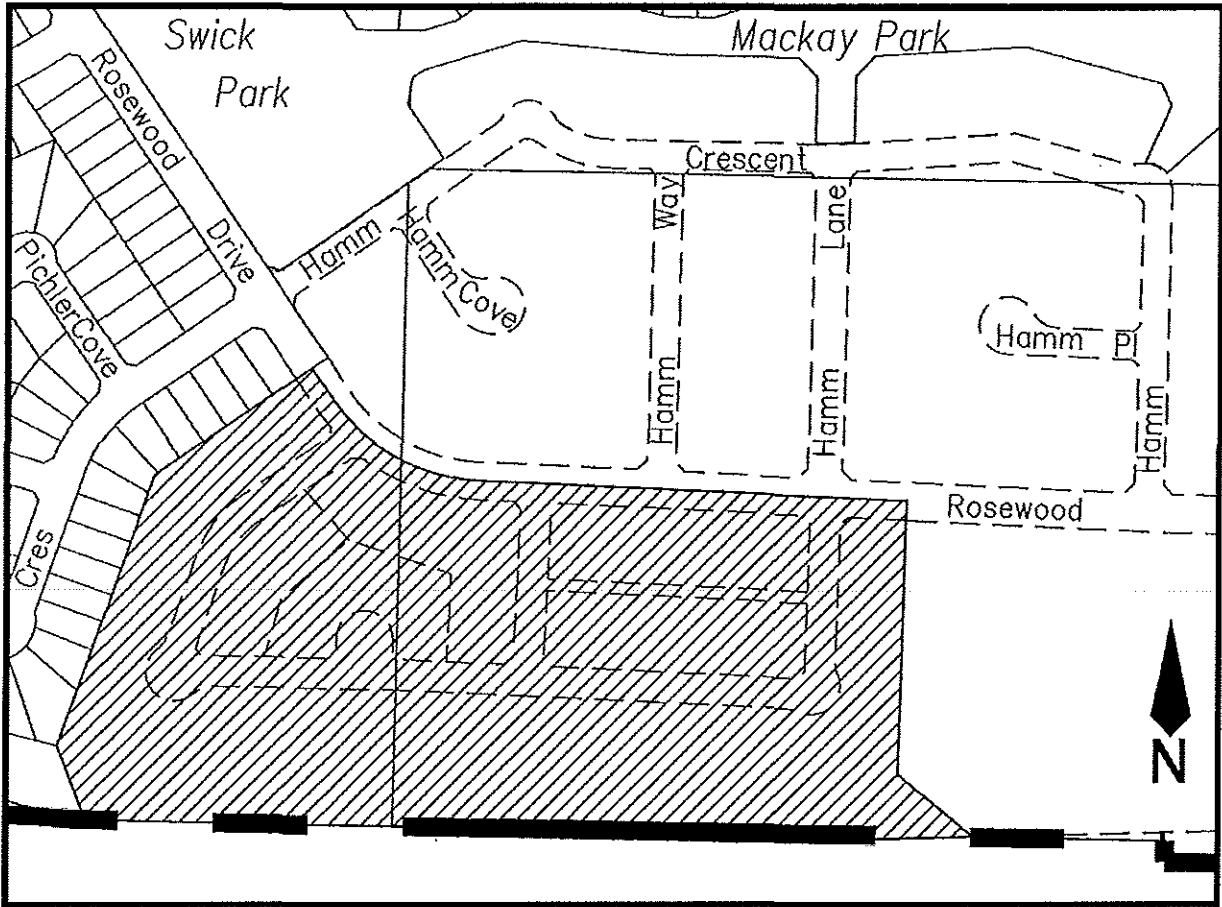 Swick
Park
Mackay Park
Rosewood
Drive
Crescent
Hamm
Hamm Cove
Way
Lane
Pichler Cove
Hamm Pl
Hamm
Hamm
Hamm
Rosewood
Cres
N